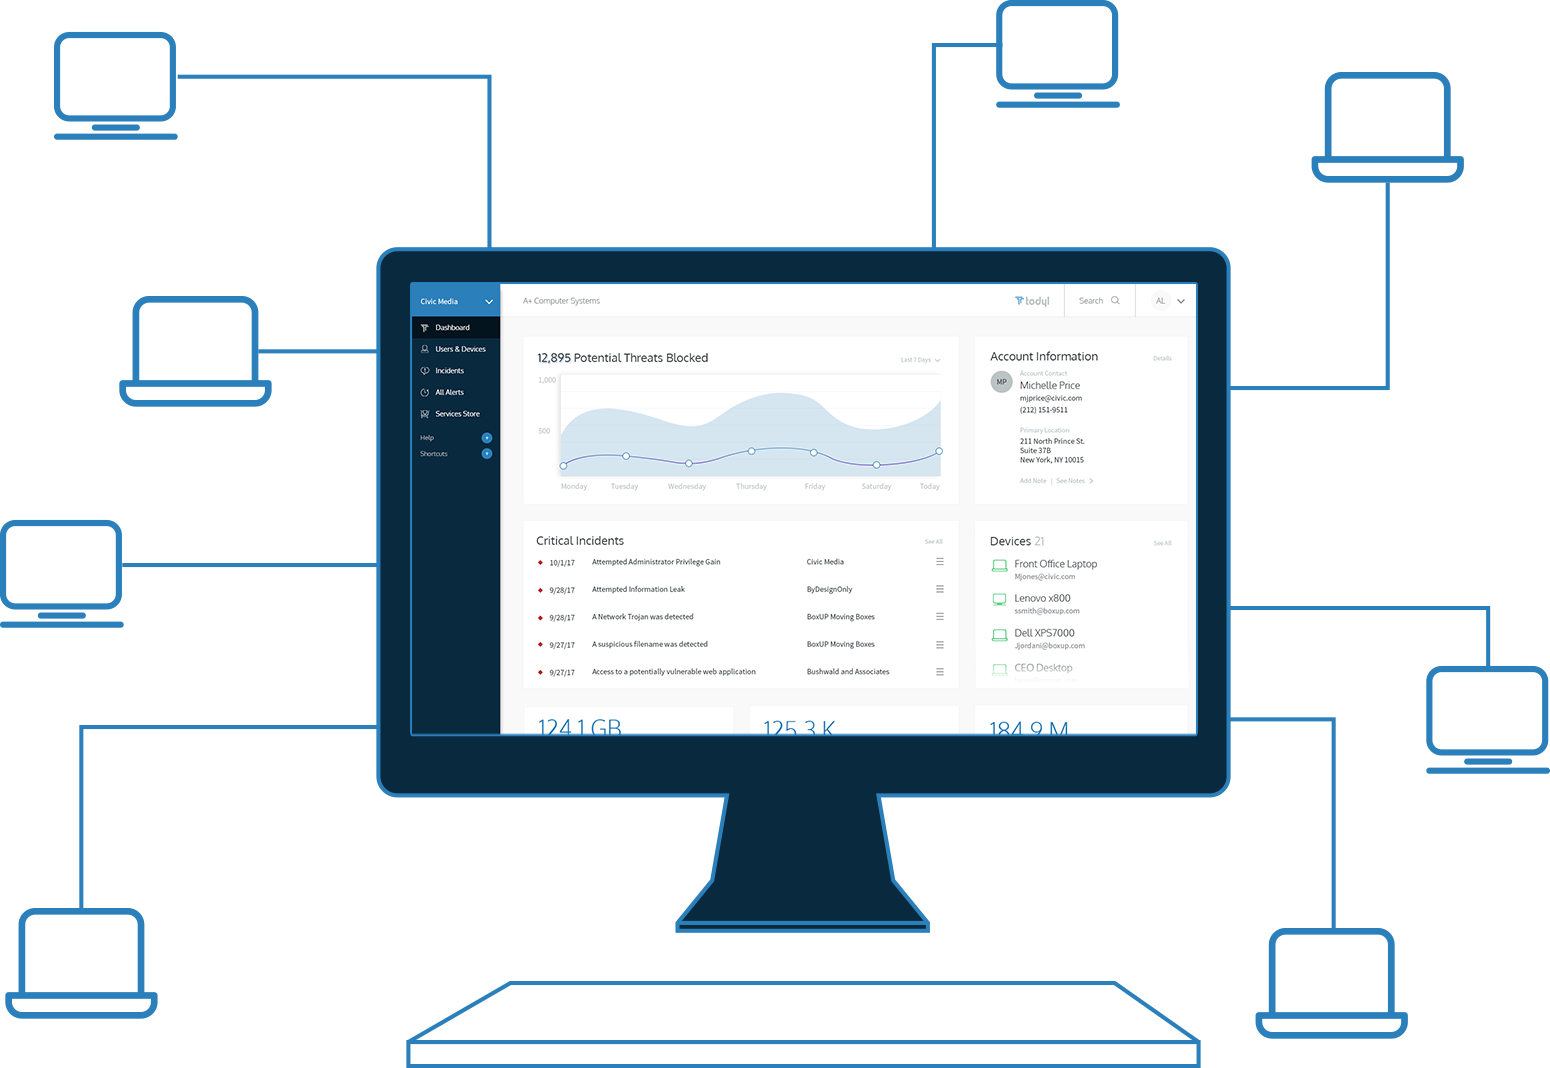 Civic Media
A+ Computer Systems
todyl
Search
AL
Dashboard
Users & Devices
Incidents
All Alerts
Services Store
Help
Shortcuts
12,895 Potential Threats Blocked
Last 7 Days
1,000
500
Monday Tuesday Wednesday Thursday Friday Saturday Today
Account Information
Details
MP
Account Contact
Michelle Price
mjprice@civic.com
(212) 151-9511
Primary Location
211 North Prince St.
Suite 37B
New York, NY 10015
Add Note | See Notes
Critical Incidents
See All
10/1/17 Attempted Administrator Privilege Gain Civic Media
9/28/17 Attempted Information Leak ByDesignOnly
9/28/17 A Network Trojan was detected BoxUP Moving Boxes
9/27/17 A suspicious filename was detected BoxUP Moving Boxes
9/27/17 Access to a potentially vulnerable web application Bushwald and Associates
Devices 21
See All
Front Office Laptop
Mjones@civic.com
Lenovo x800
ssmith@boxup.com
Dell XPS7000
Jjordani@boxup.com
CEO Desktop
124.1 GB
125.3 K
184.9 M